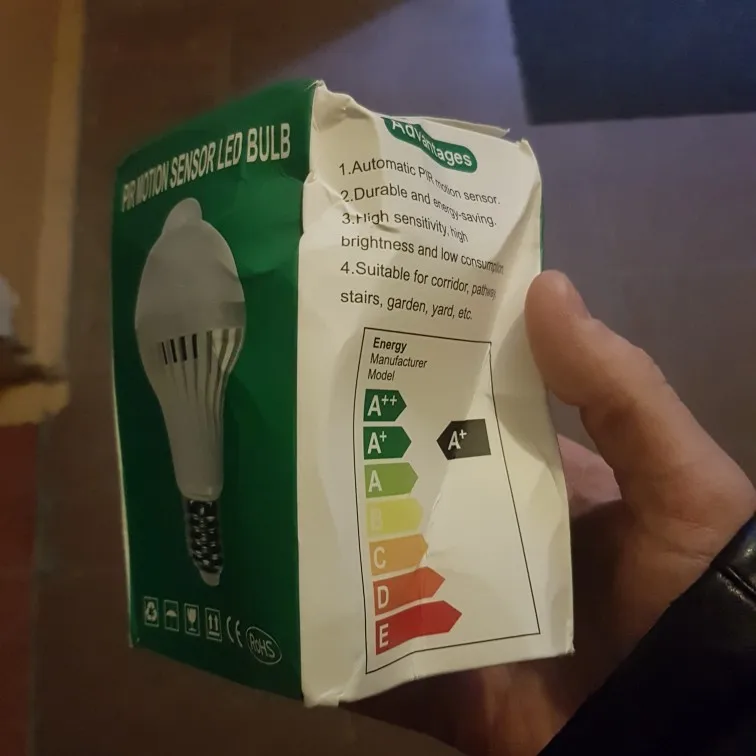 PIR MOTION SENSOR LED BULB
RoHS
Advantages
1.Automatic PIR motion sensor.
2.Durable and energy-saving.
3.High sensitivity, high
brightness and low consumption
4.Suitable for corridor, pathway,
stairs, garden, yard, etc.
Energy
Manufacturer
Model
A++
A+
A+
A
B
C
D
E